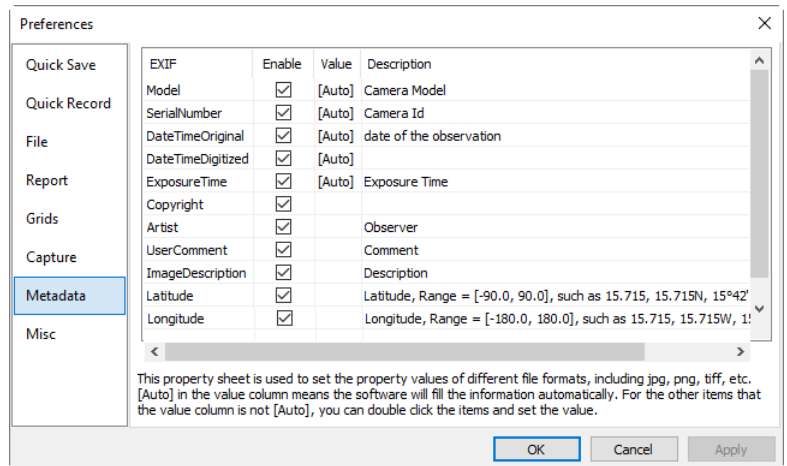 Preferences
Quick Save
Quick Record
File
Report
Grids
Capture
Metadata
Misc
EXIF Enable Value Description
Model [Auto] Camera Model
SerialNumber [Auto] Camera Id
DateTimeOriginal [Auto] date of the observation
DateTimeDigitized [Auto]
ExposureTime [Auto] Exposure Time
Copyright
Artist Observer
UserComment Comment
ImageDescription Description
Latitude Latitude, Range = [-90.0, 90.0], such as 15.715, 15.715N, 15°42'
Longitude Longitude, Range = [-180.0, 180.0], such as 15.715, 15.715W,
This property sheet is used to set the property values of different file formats, including jpg, png, tiff, etc.
[Auto] in the value column means the software will fill the information automatically. For the other items that
the value column is not [Auto], you can double click the items and set the value.
OK Cancel Apply